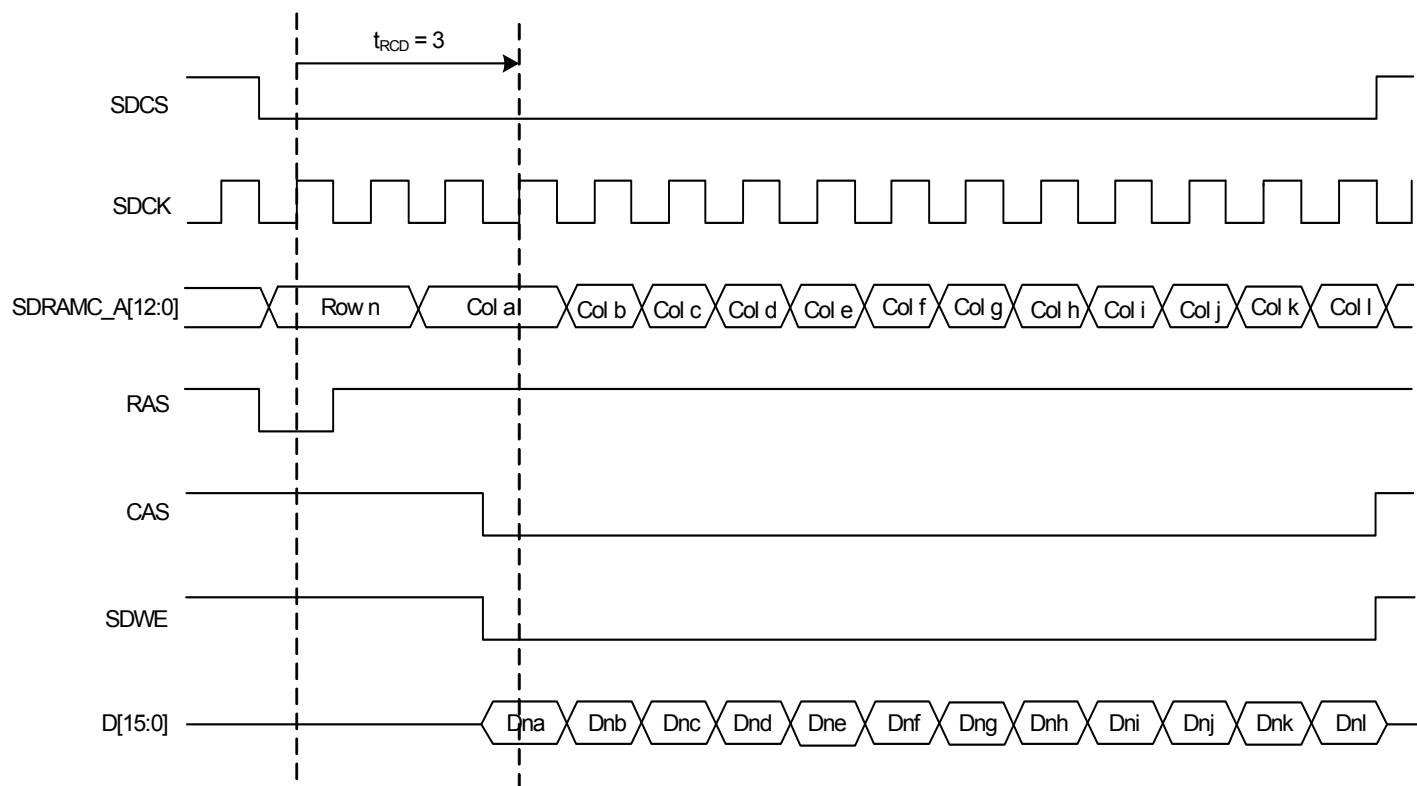 tRCD = 3
SDCS
SDCK
SDRAMC_A[12:0] Row n Col a Col b Col c Col d Col e Col f Col g Col h Col i Col j Col k Col l
RAS
CAS
SDWE
D[15:0] Dna Dnb Dnc Dnd Dne Dnf Dng Dnh Dni Dnj Dnk Dnl